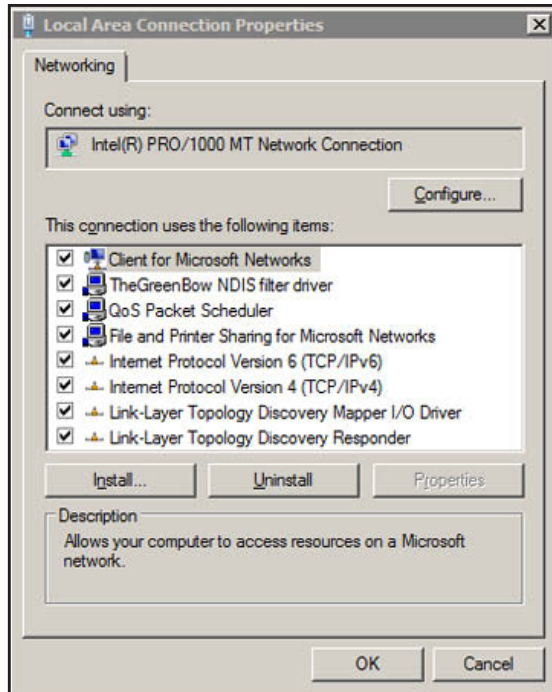 Local Area Connection Properties
Networking
Connect using:
Intel(R) PRO/1000 MT Network Connection
Configure...
This connection uses the following items:
Client for Microsoft Networks
TheGreenBow NDIS filter driver
QoS Packet Scheduler
File and Printer Sharing for Microsoft Networks
Internet Protocol Version 6 (TCP/IPv6)
Internet Protocol Version 4 (TCP/IPv4)
Link-Layer Topology Discovery Mapper I/O Driver
Link-Layer Topology Discovery Responder
Install... Uninstall Properties
Description
Allows your computer to access resources on a Microsoft
network.
OK Cancel